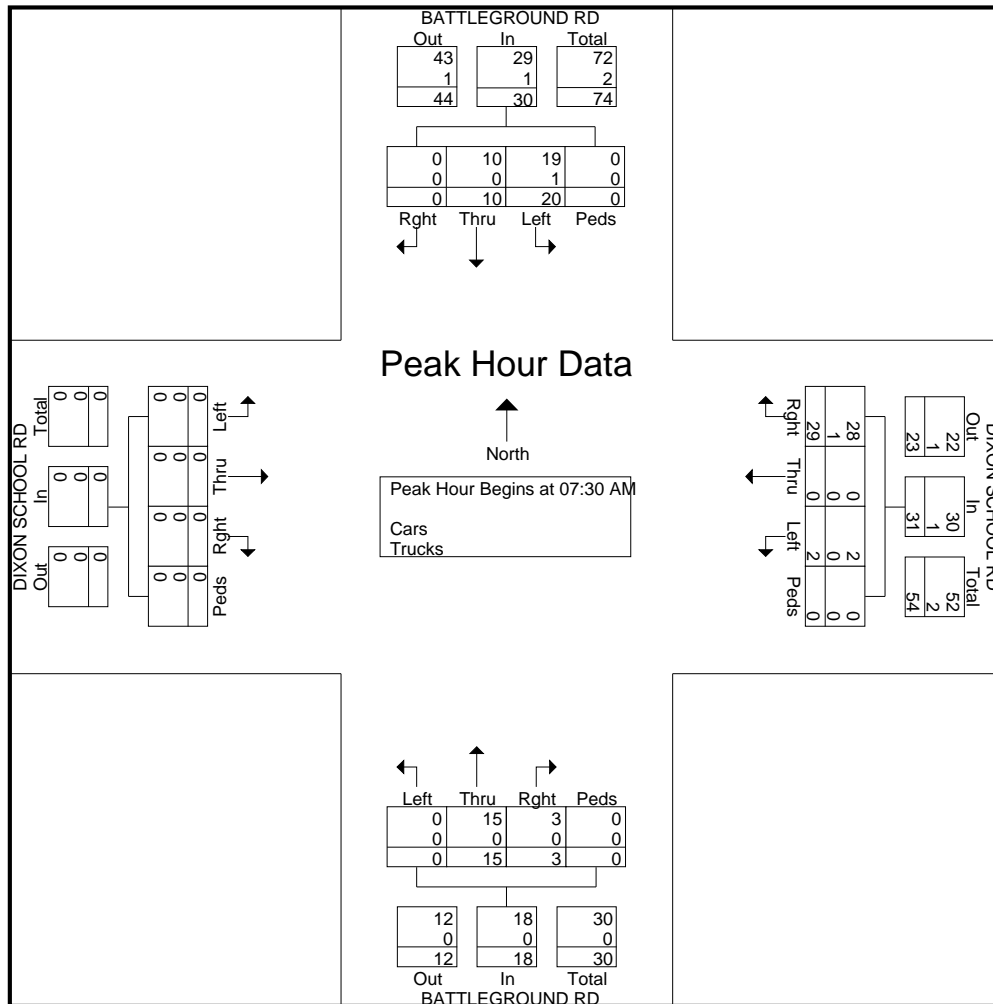 BATTLEGROUND RD
Out In Total
43 29 72
1 1 2
44 30 74
0 10 19 0
0 0 1 0
0 10 20 0
Rght Thru Left Peds
Peak Hour Data
North
Peak Hour Begins at 07:30 AM
Cars
Trucks
DIXON SCHOOL RD
Total In Out
0 0 0
0 0 0
0 0 0
0 0 0 0
0 0 0 0
0 0 0 0
Left Thru Rght Peds
DIXON SCHOOL RD
Out In Total
22 30 52
1 1 2
23 31 54
28 0 2 0
1 0 0 0
29 0 2 0
Rght Thru Left Peds
Left Thru Rght Peds
0 15 3 0
0 0 0 0
0 15 3 0
12 18 30
0 0 0
12 18 30
Out In Total
BATTLEGROUND RD